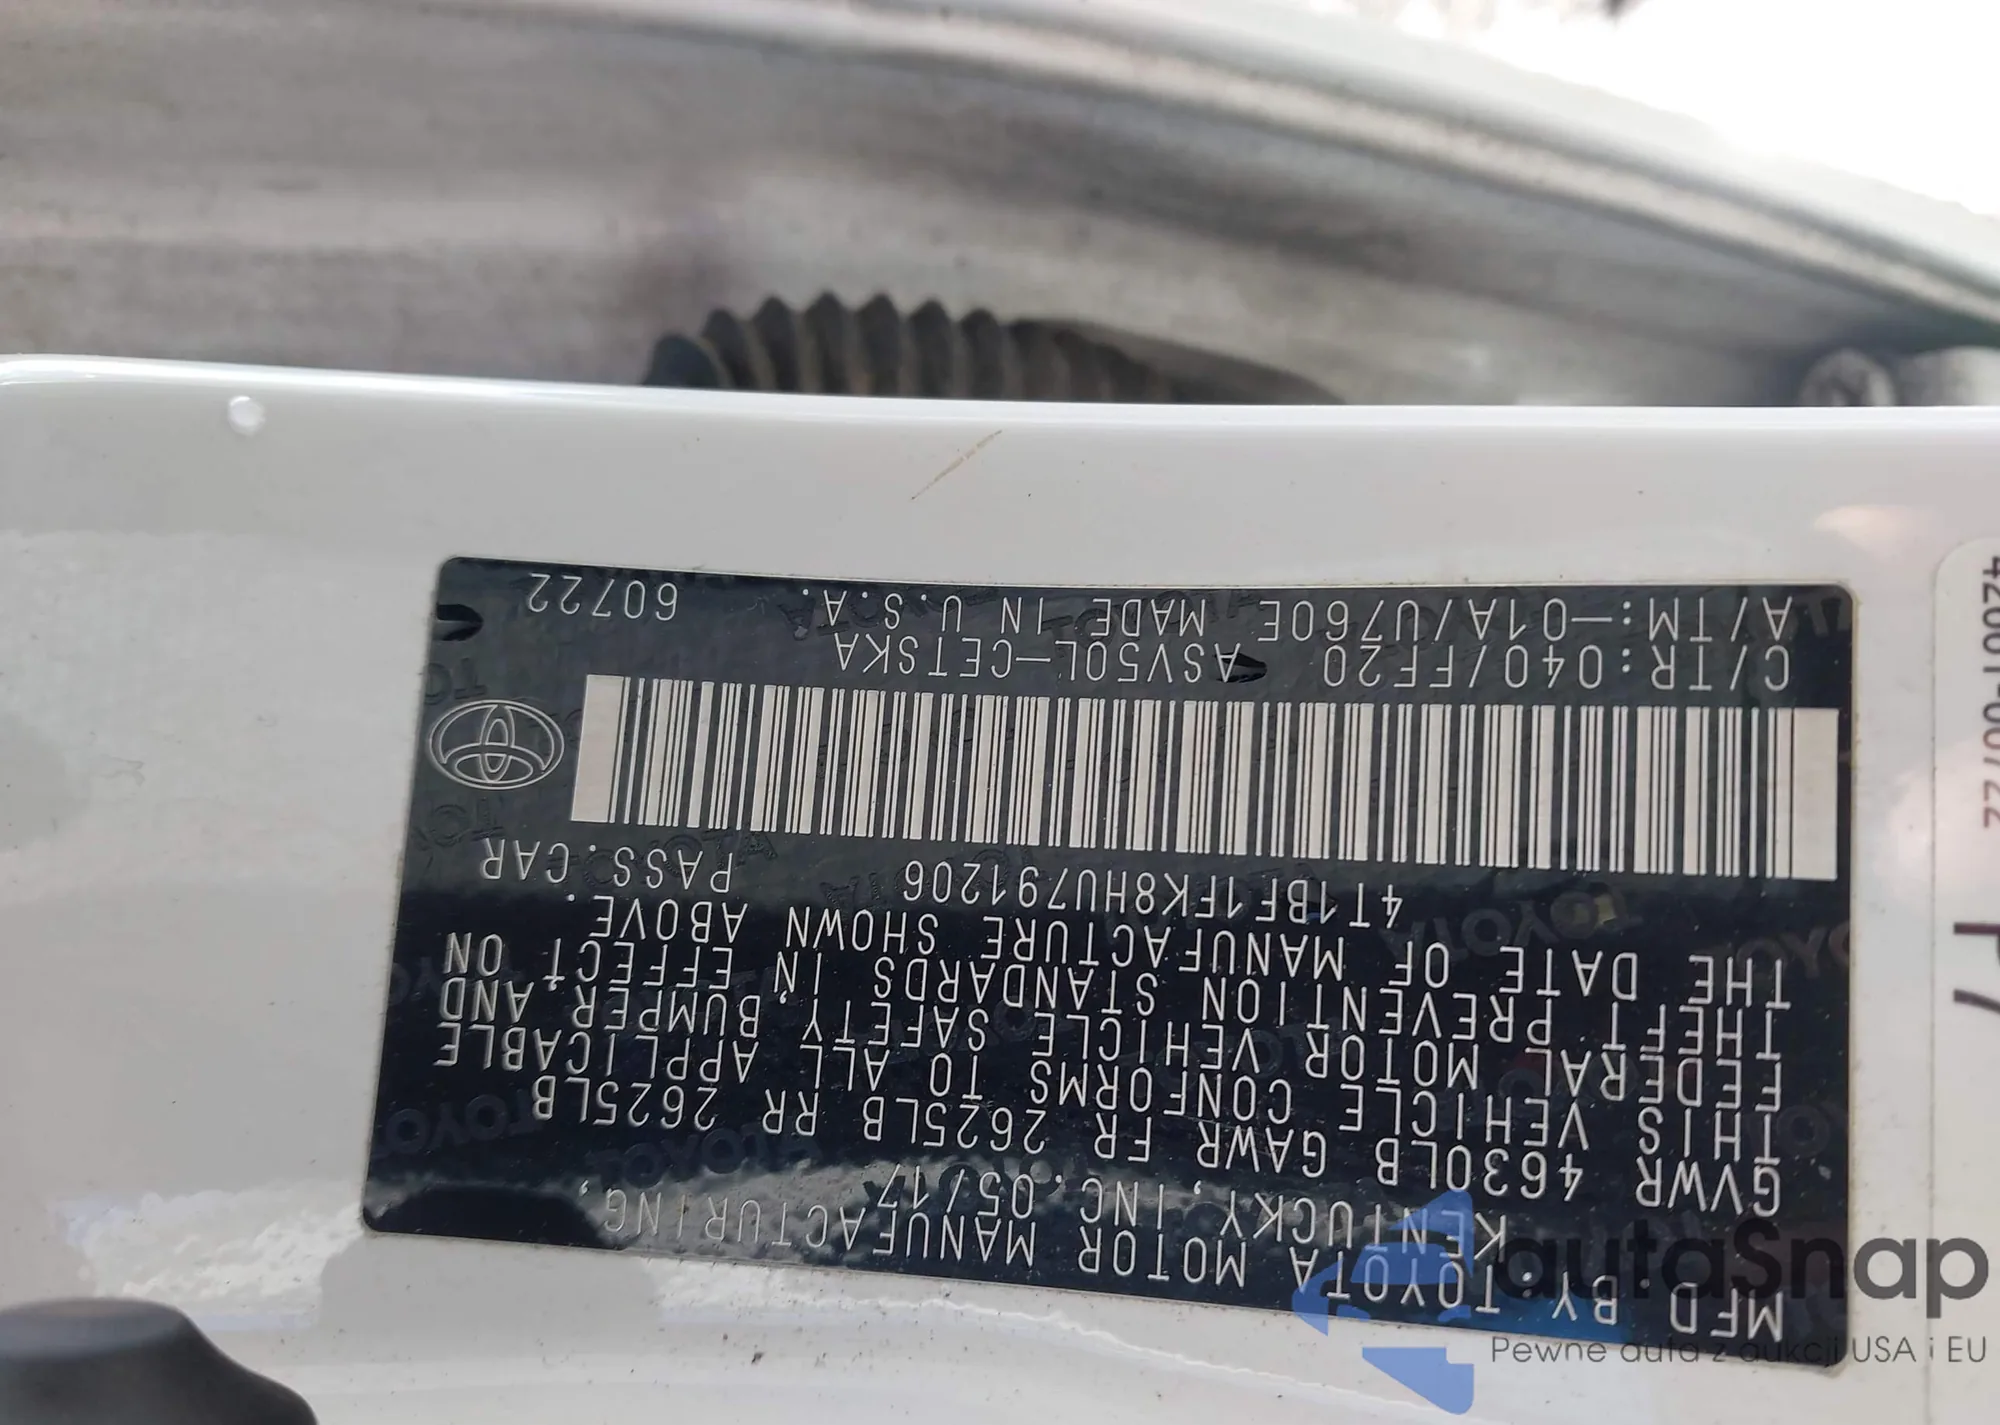 MFD. BY:TOYOTA MOTOR MANUFACTURING,
KENTUCKY,INC.05/17
GVWR 4630LB GAWR FR 2625LB RR 2625LB
THIS VEHICLE CONFORMS TO ALL APPLICABLE
FEDERAL MOTOR VEHICLE SAFETY, BUMPER AND
THEFT PREVENTION STANDARDS IN EFFECT ON
THE DATE OF MANUFACTURE SHOWN ABOVE.
4T1BF1FK8HU791206 PASS.CAR
C/TR:040/FF20 ASV50L-CETSKA
A/TM:-01A/U760E MADE IN U.S.A. 60722
42661-06722
P7
autaSnap
Pewne auta z aukcji USA i EU